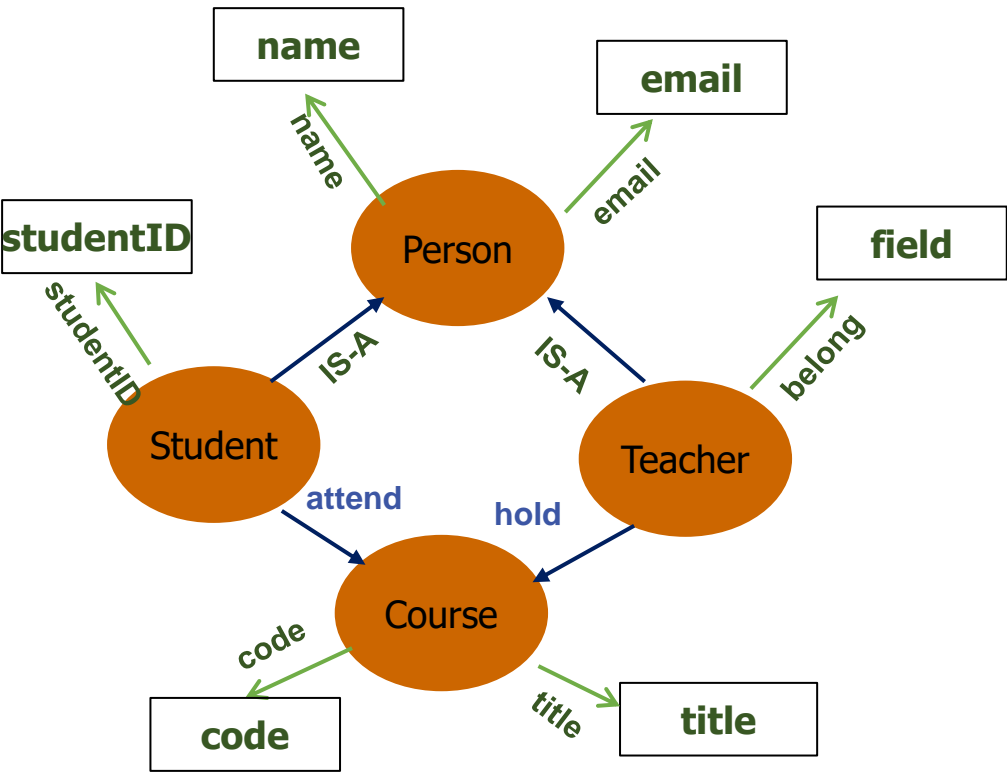 name
email
name
email
Person
studentID
field
studentID
IS-A
IS-A
belong
Student
Teacher
attend
hold
Course
code
code
title
title